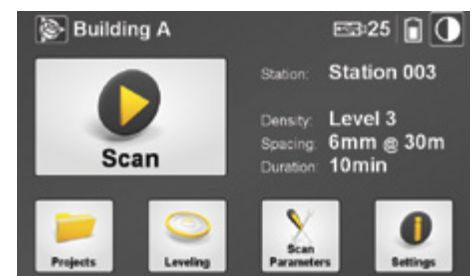 Building A
:25
Station: Station 003
Density: Level 3
Spacing: 6mm @ 30m
Duration: 10min
Scan
Projects
Leveling
Scan
Parameters
Settings